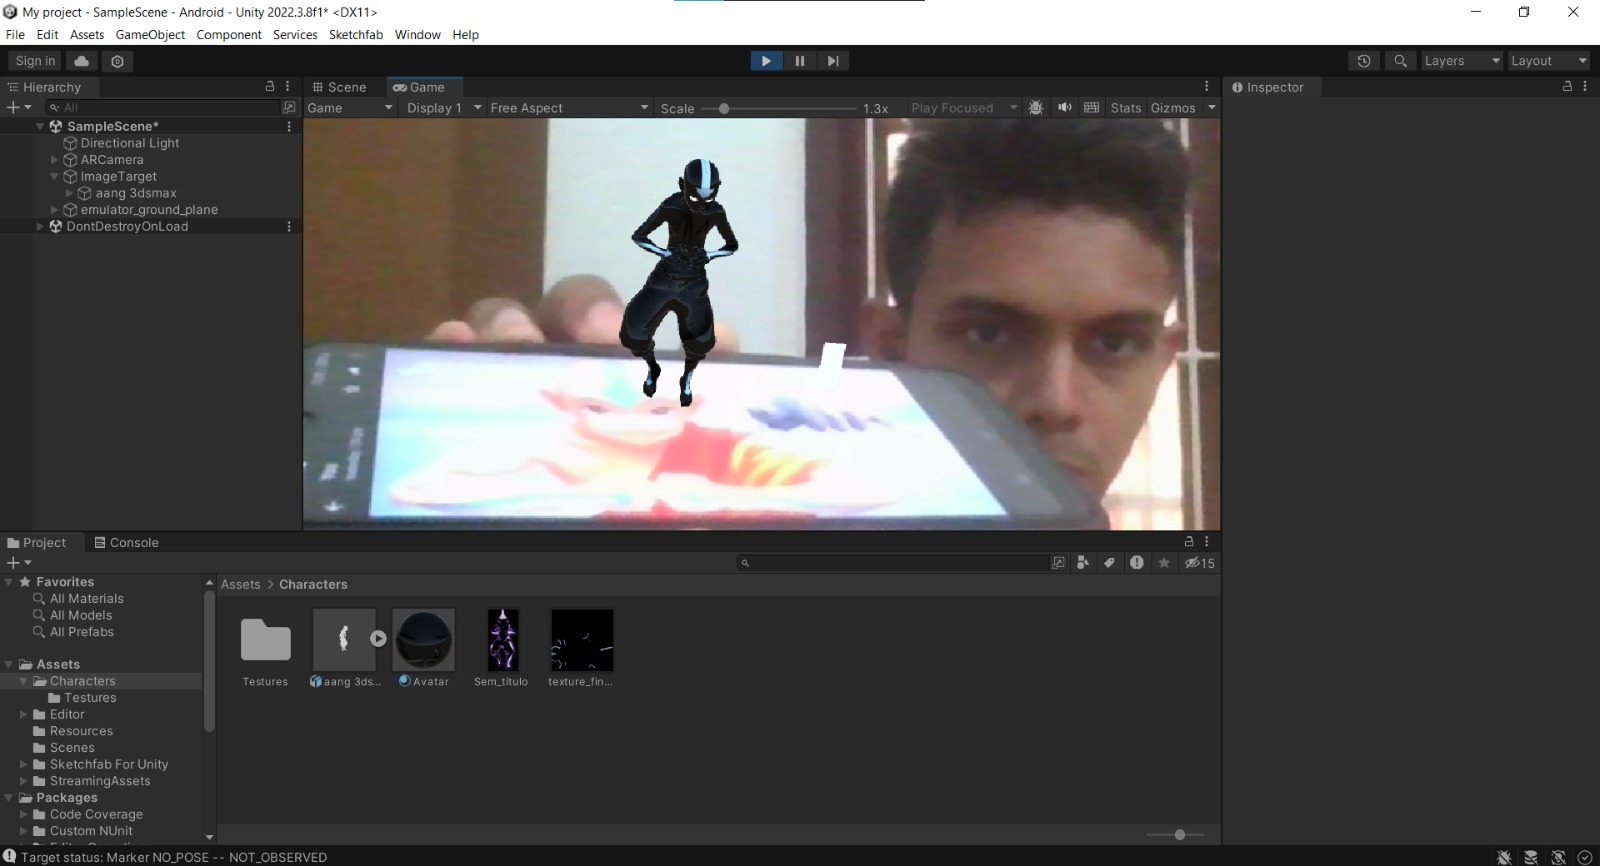 My project - SampleScene - Android - Unity 2022.3.8f1* <DX11>
File Edit Assets GameObject Component Services Sketchfab Window Help
Sign in
Layers
Layout
Hierarchy
All
SampleScene*
Directional Light
ARCamera
ImageTarget
aang 3dsmax
emulator_ground_plane
DontDestroyOnLoad
Scene
Game
Game Display 1 Free Aspect Scale 1.3x Play Focused Stats Gizmos
Inspector
Project
Console
15
Favorites
All Materials
All Models
All Prefabs
Assets
Characters
Testures
Editor
Resources
Scenes
Sketchfab For Unity
StreamingAssets
Packages
Code Coverage
Custom NUnit
Assets > Characters
Testures
aang 3ds...
Avatar
Sem_título
texture_fin...
Target status: Marker NO_POSE -- NOT_OBSERVED